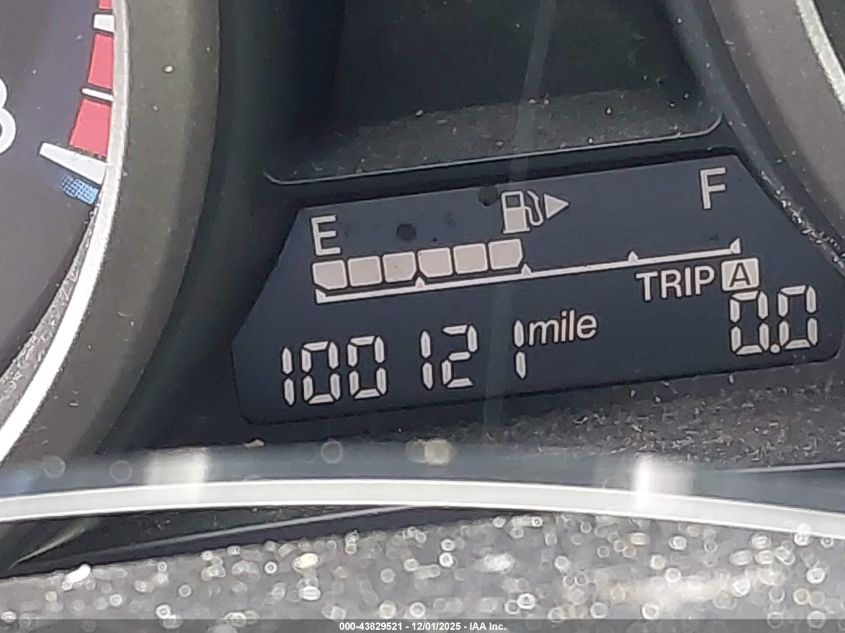 E F
TRIP A
100121 mile 0.0
000-43829521 - 12/01/2025 - IAA Inc.